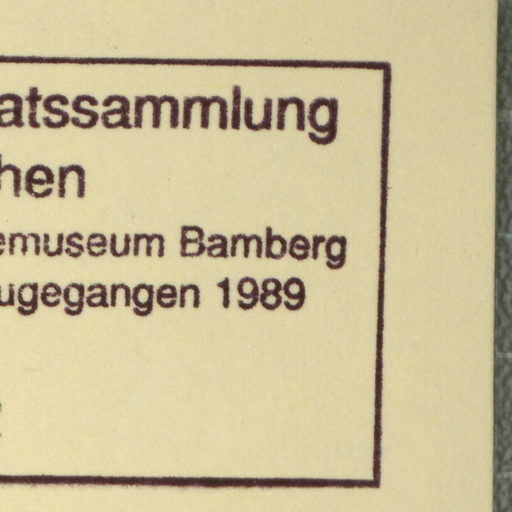 atssammlung
hen
emuseum Bamberg
ugegangen 1989